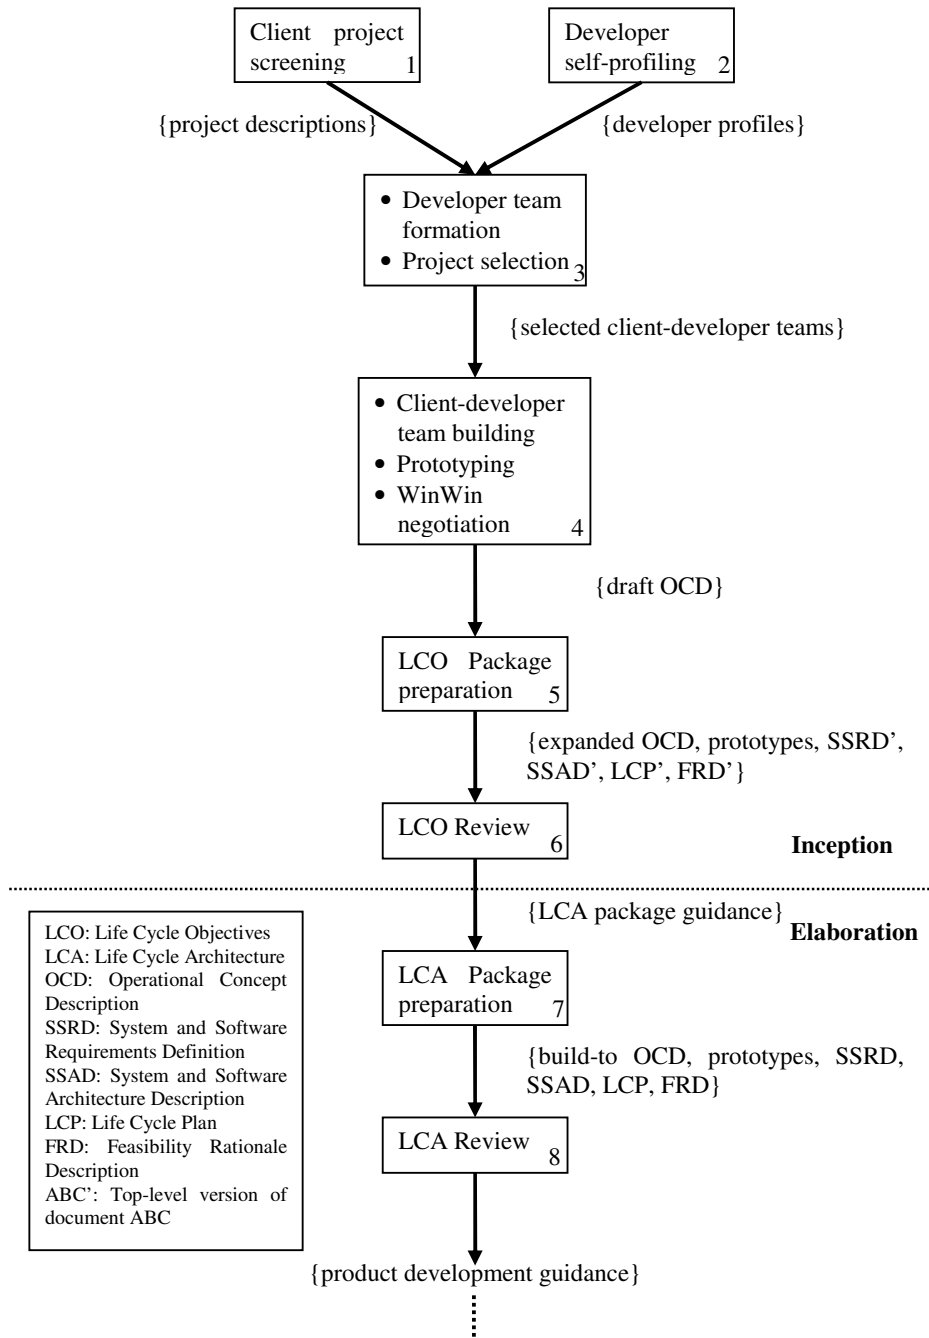 Client project
screening 1
Developer
self-profiling 2
{project descriptions}
{developer profiles}
• Developer team
formation
• Project selection 3
{selected client-developer teams}
• Client-developer
team building
• Prototyping
• WinWin
negotiation 4
{draft OCD}
LCO Package
preparation 5
{expanded OCD, prototypes, SSRD’,
SSAD’, LCP’, FRD’}
LCO Review 6
Inception
{LCA package guidance}
Elaboration
LCO: Life Cycle Objectives
LCA: Life Cycle Architecture
OCD: Operational Concept
Description
SSRD: System and Software
Requirements Definition
SSAD: System and Software
Architecture Description
LCP: Life Cycle Plan
FRD: Feasibility Rationale
Description
ABC’: Top-level version of
document ABC
LCA Package
preparation 7
{build-to OCD, prototypes, SSRD,
SSAD, LCP, FRD}
LCA Review 8
{product development guidance}